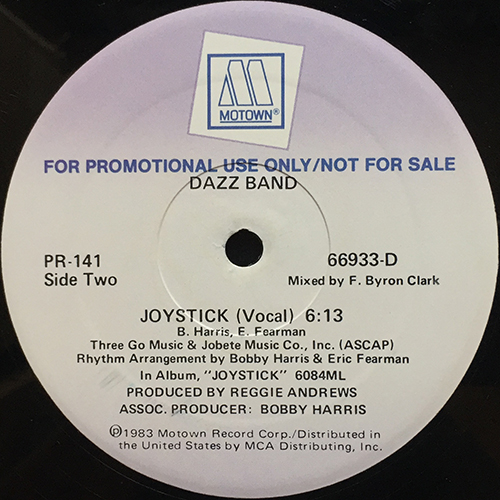 MOTOWN®
FOR PROMOTIONAL USE ONLY/NOT FOR SALE
DAZZ BAND
PR-141
66933-D
Side Two
Mixed by F. Byron Clark
JOYSTICK (Vocal) 6:13
B. Harris, E. Fearman
Three Go Music & Jobete Music Co., Inc. (ASCAP)
Rhythm Arrangement by Bobby Harris & Eric Fearman
In Album, "JOYSTICK" 6084ML
PRODUCED BY REGGIE ANDREWS
ASSOC. PRODUCER: BOBBY HARRIS
℗1983 Motown Record Corp./Distributed in
the United States by MCA Distributing, Inc.